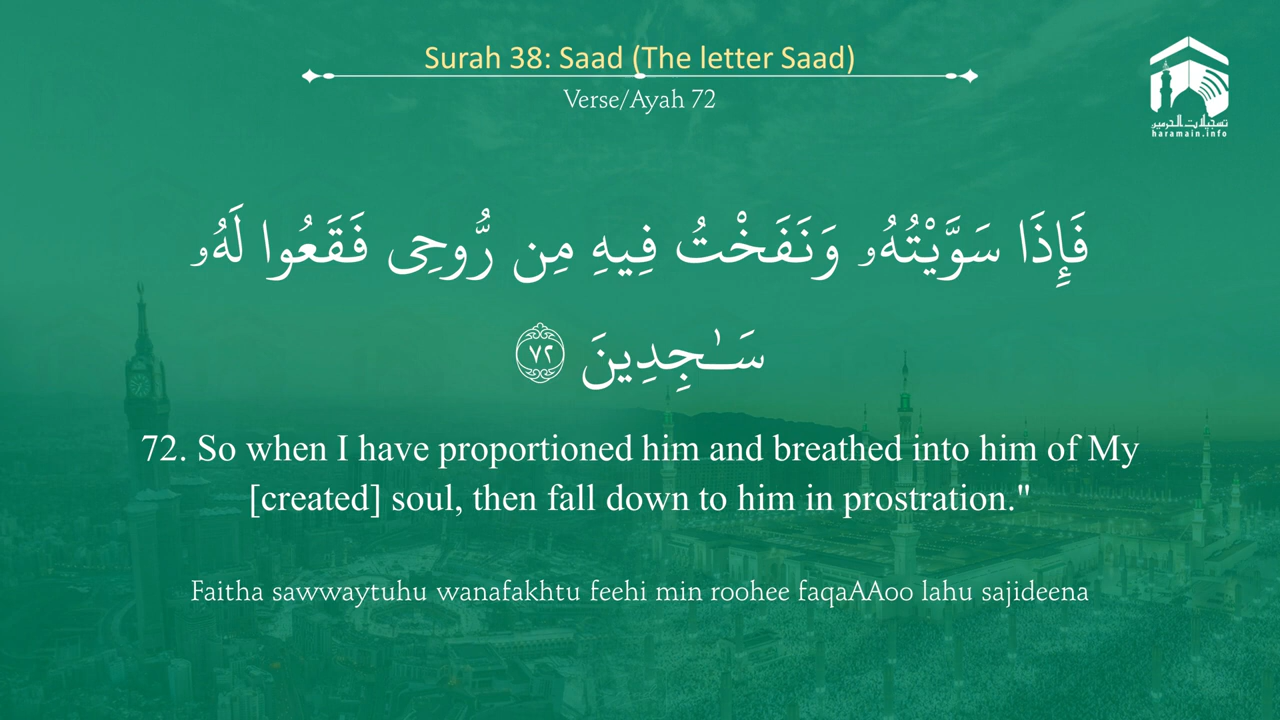 Surah 38: Saad (The letter Saad)
Verse/Ayah 72
تسجيلات الحرمين
haramain.info
فَإِذَا سَوَّيْتُهُۥ وَنَفَخْتُ فِيهِ مِن رُّوحِى فَقَعُوا لَهُۥ
سَـٰجِدِينَ ٧٢
72. So when I have proportioned him and breathed into him of My
[created] soul, then fall down to him in prostration."
Faitha sawwaytuhu wanafakhtu feehi min roohee faqaAAoo lahu sajideena